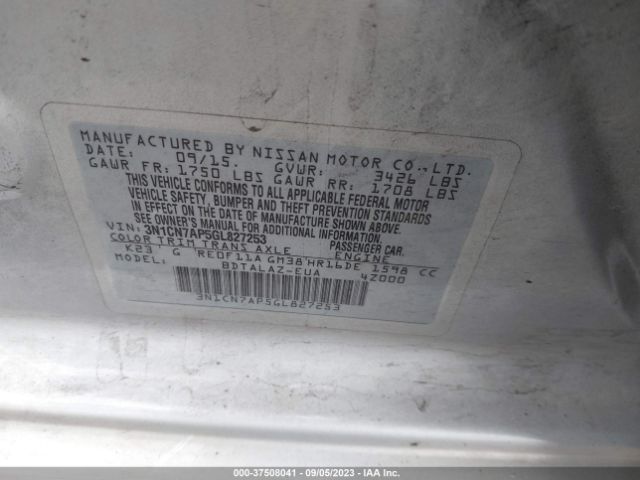 MANUFACTURED BY NISSAN MOTOR CO., LTD.
DATE: 09/15. GVWR: 3426 LBS
GAWR FR: 1750 LBS GAWR RR: 1708 LBS
THIS VEHICLE CONFORMS TO ALL APPLICABLE FEDERAL MOTOR
VEHICLE SAFETY, BUMPER AND THEFT PREVENTION STANDARDS
IN EFFECT ON THE DATE OF MANUFACTURE SHOWN ABOVE.
SEE OWNER'S MANUAL FOR ADDITIONAL INFORMATION.
VIN: 3N1CN7AP5GL827253 PASSENGER CAR.
COLOR TRIM TRANS AXLE ENGINE
K23 G RE0F11A GM38 HR16DE 1598 CC
MODEL: BDTALAZ-EUA 4Z000
3N1CN7AP5GL827253
000-37508041 / 09/05/2023 / IAA Inc.